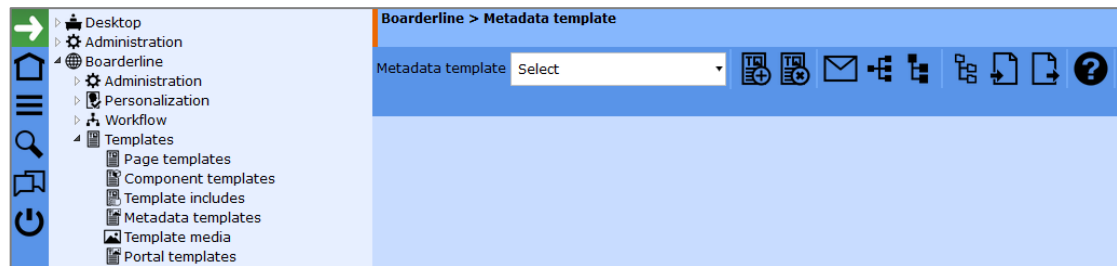 Desktop
Administration
Boarderline
Administration
Personalization
Workflow
Templates
Page templates
Component templates
Template includes
Metadata templates
Template media
Portal templates
Boarderline > Metadata template
Metadata template Select